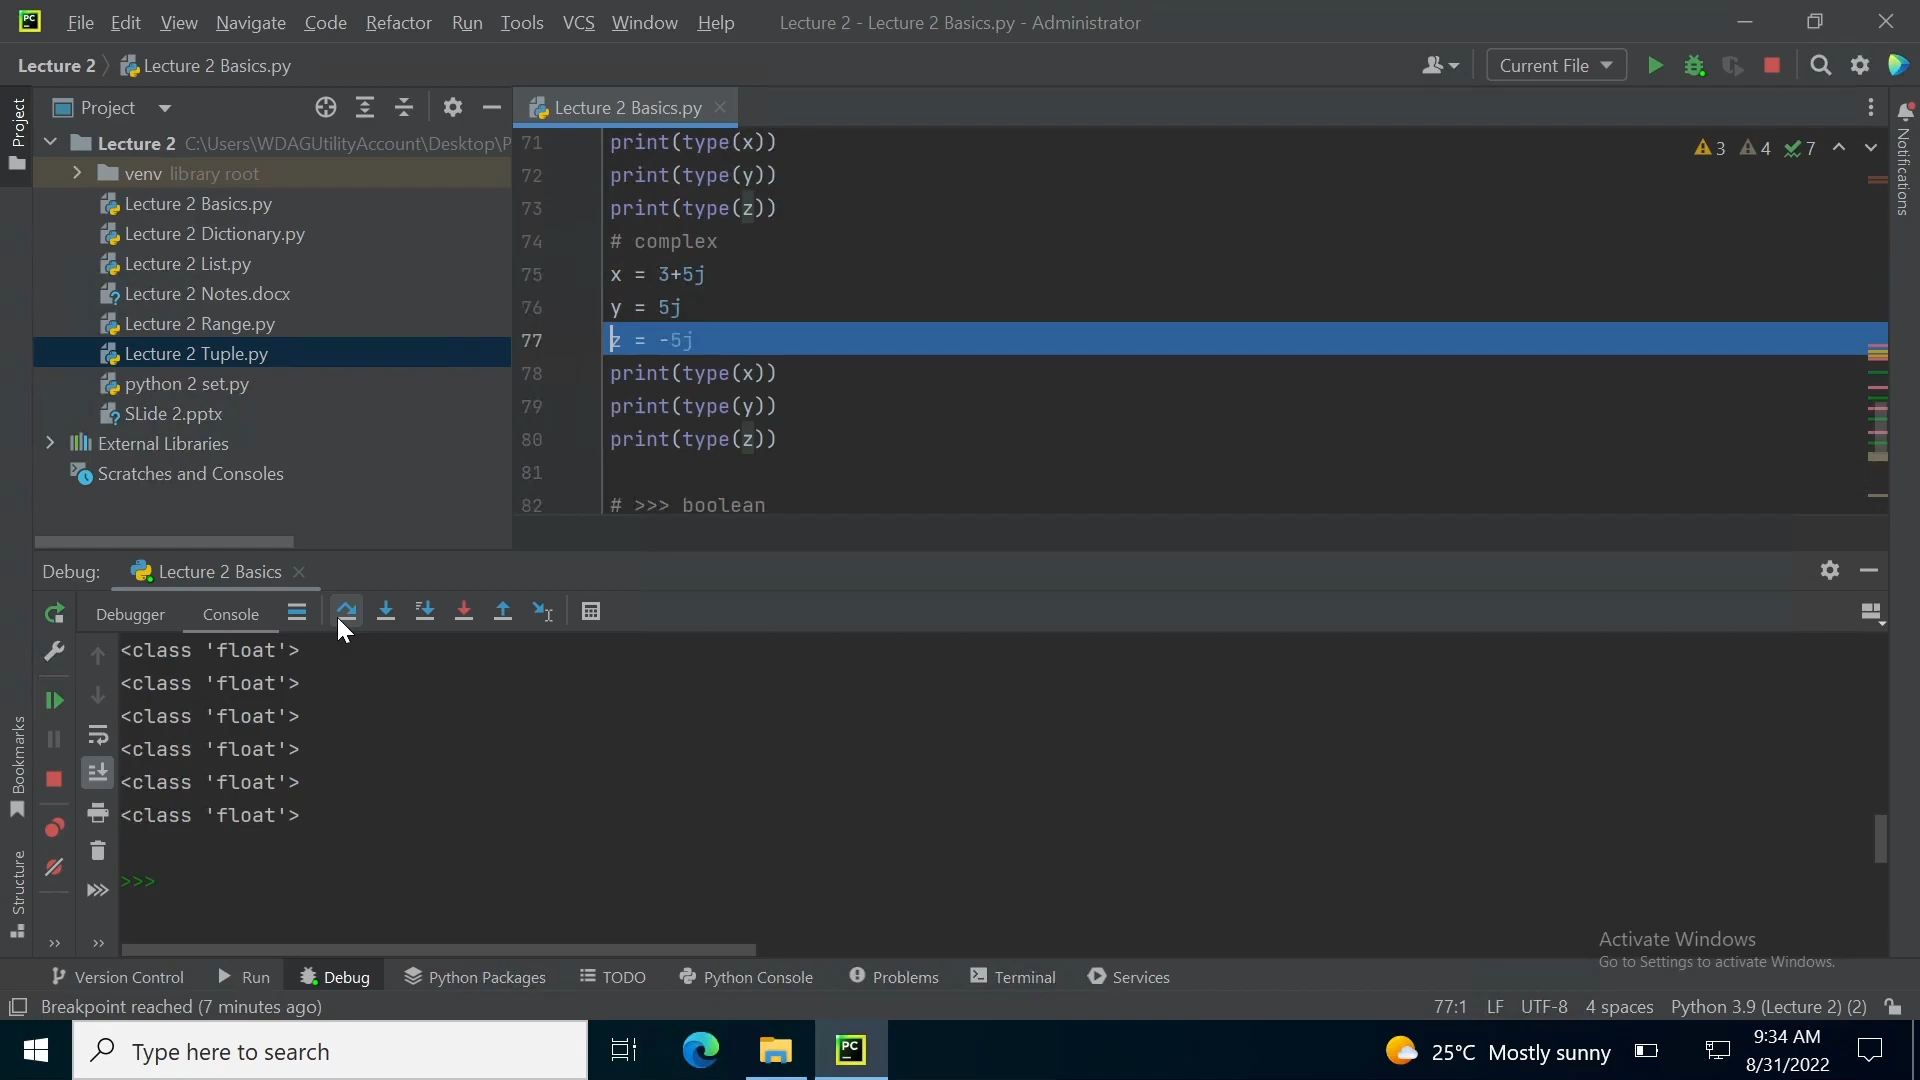 PC File Edit View Navigate Code Refactor Run Tools VCS Window Help Lecture 2 - Lecture 2 Basics.py - Administrator
Lecture 2 Lecture 2 Basics.py Current File
Project Lecture 2 Basics.py
Project
Lecture 2 C:\Users\WDAGUtilityAccount\Desktop\P
venv library root
Lecture 2 Basics.py
Lecture 2 Dictionary.py
Lecture 2 List.py
Lecture 2 Notes.docx
Lecture 2 Range.py
Lecture 2 Tuple.py
python 2 set.py
SLide 2.pptx
External Libraries
Scratches and Consoles
71 print(type(x))
72 print(type(y))
73 print(type(z))
74 # complex
75 x = 3+5j
76 y = 5j
77 z = -5j
78 print(type(x))
79 print(type(y))
80 print(type(z))
81
82 # >>> boolean
3 4 7
Notifications
Debug: Lecture 2 Basics
Debugger Console
<class 'float'>
<class 'float'>
<class 'float'>
<class 'float'>
<class 'float'>
<class 'float'>
>>>
Bookmarks
Structure
Activate Windows
Go to Settings to activate Windows.
Version Control Run Debug Python Packages TODO Python Console Problems Terminal Services
Breakpoint reached (7 minutes ago) 77:1 LF UTF-8 4 spaces Python 3.9 (Lecture 2) (2)
Type here to search PC 25°C Mostly sunny 9:34 AM
8/31/2022